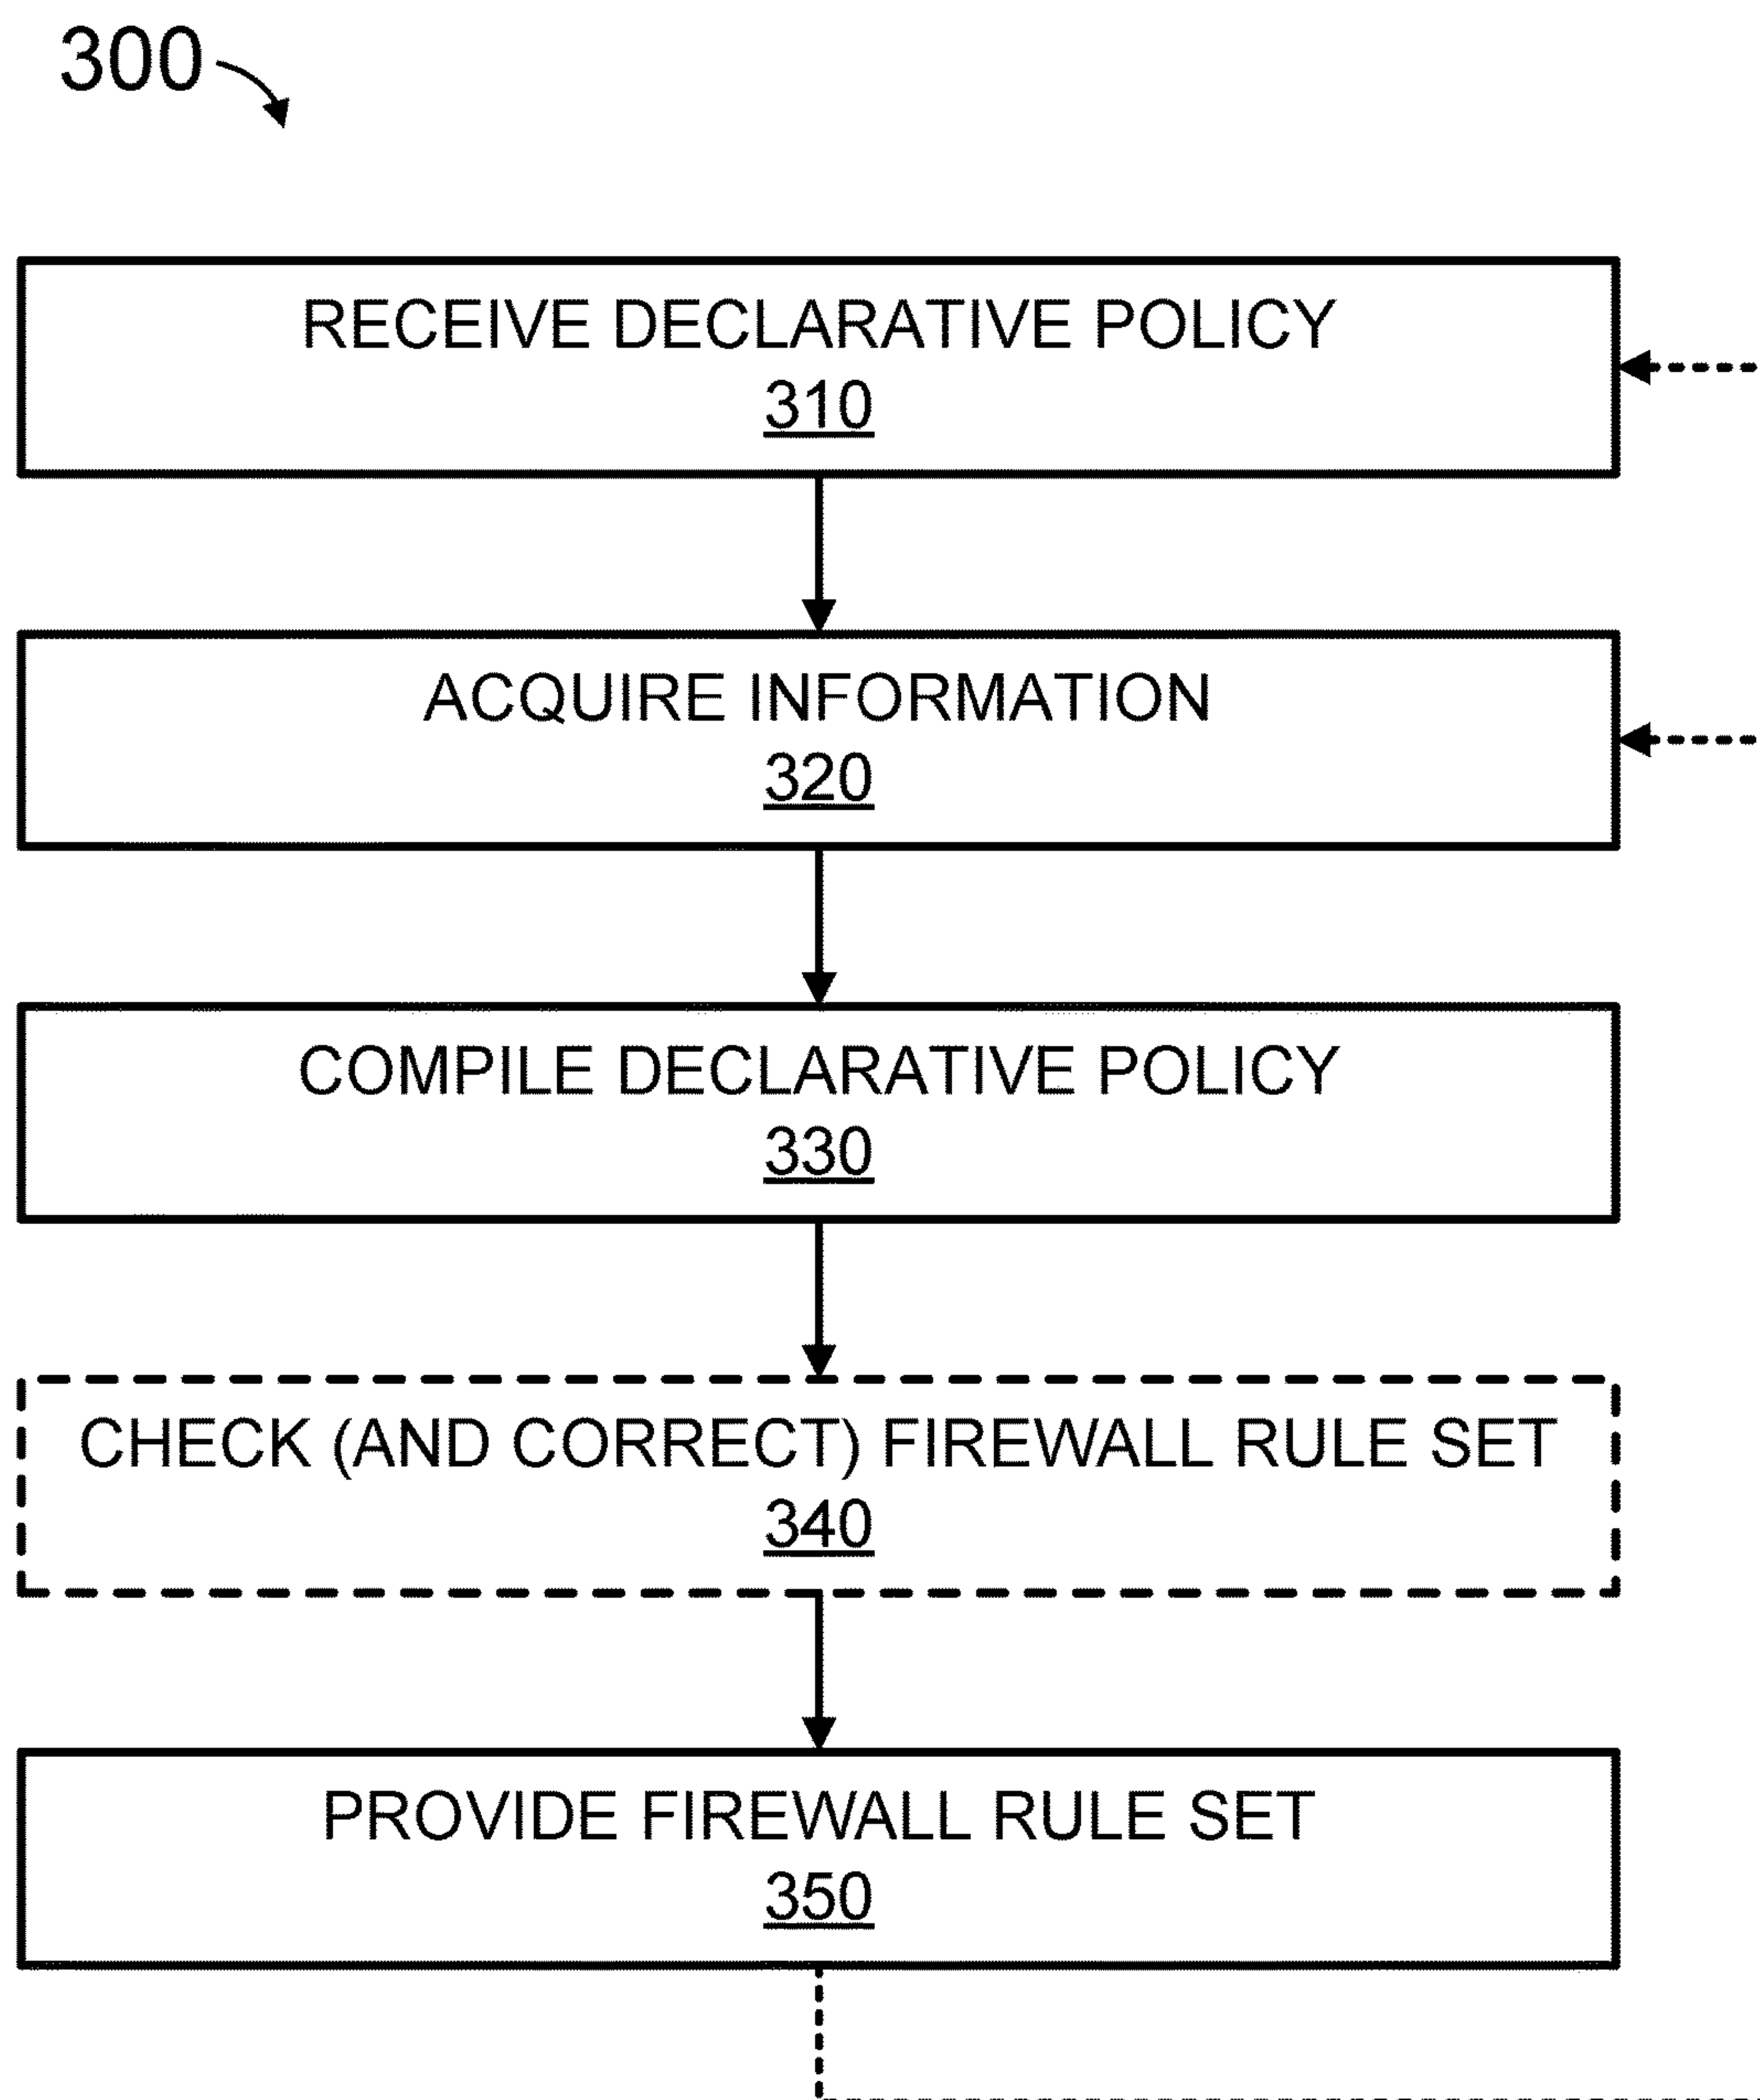 300
RECEIVE DECLARATIVE POLICY
310
ACQUIRE INFORMATION
320
COMPILE DECLARATIVE POLICY
330
CHECK (AND CORRECT) FIREWALL RULE SET
340
PROVIDE FIREWALL RULE SET
350